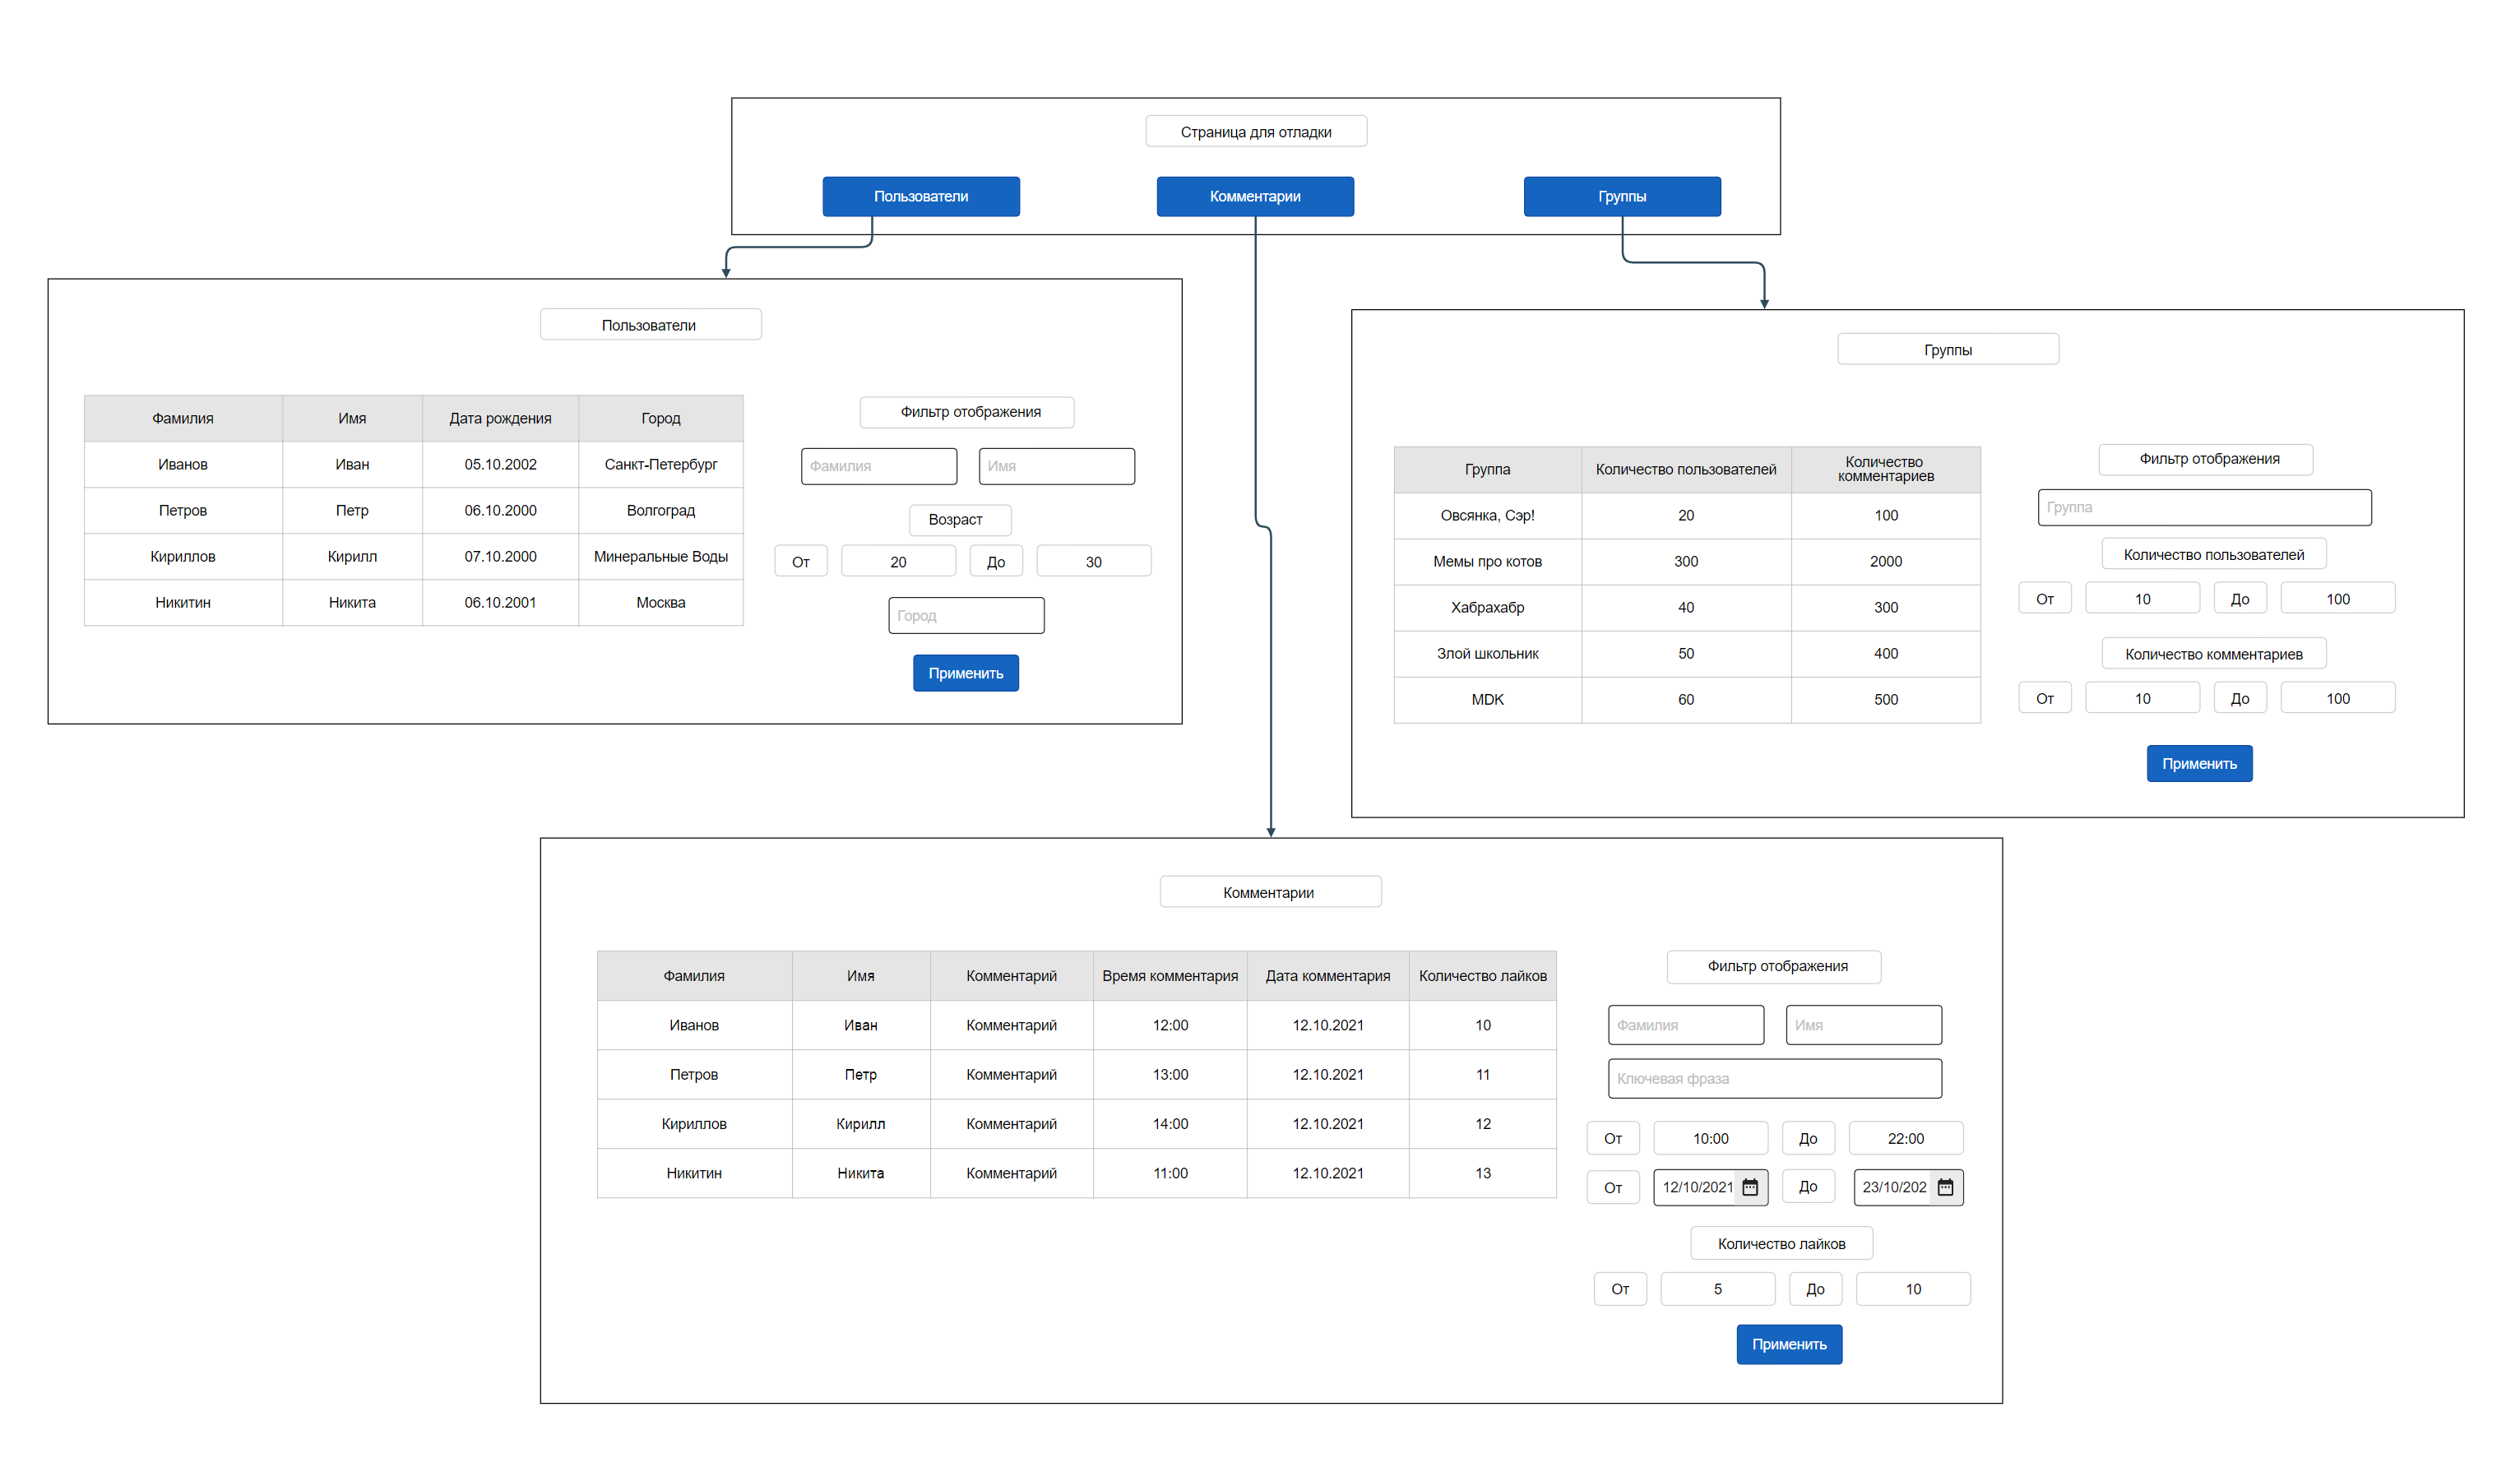 Страница для отладки
Пользователи
Комментарии
Группы
Пользователи
Фамилия Имя Дата рождения Город
Иванов Иван 05.10.2002 Санкт-Петербург
Петров Петр 06.10.2000 Волгоград
Кириллов Кирилл 07.10.2000 Минеральные Воды
Никитин Никита 06.10.2001 Москва
Фильтр отображения
Фамилия Имя
Возраст
От 20 До 30
Город
Применить
Группы
Группа Количество пользователей Количество
комментариев
Овсянка, Сэр! 20 100
Мемы про котов 300 2000
Хабрахабр 40 300
Злой школьник 50 400
MDK 60 500
Фильтр отображения
Группа
Количество пользователей
От 10 До 100
Количество комментариев
От 10 До 100
Применить
Комментарии
Фамилия Имя Комментарий Время комментария Дата комментария Количество лайков
Иванов Иван Комментарий 12:00 12.10.2021 10
Петров Петр Комментарий 13:00 12.10.2021 11
Кириллов Кирилл Комментарий 14:00 12.10.2021 12
Никитин Никита Комментарий 11:00 12.10.2021 13
Фильтр отображения
Фамилия Имя
Ключевая фраза
От 10:00 До 22:00
От 12/10/2021 До 23/10/202
Количество лайков
От 5 До 10
Применить